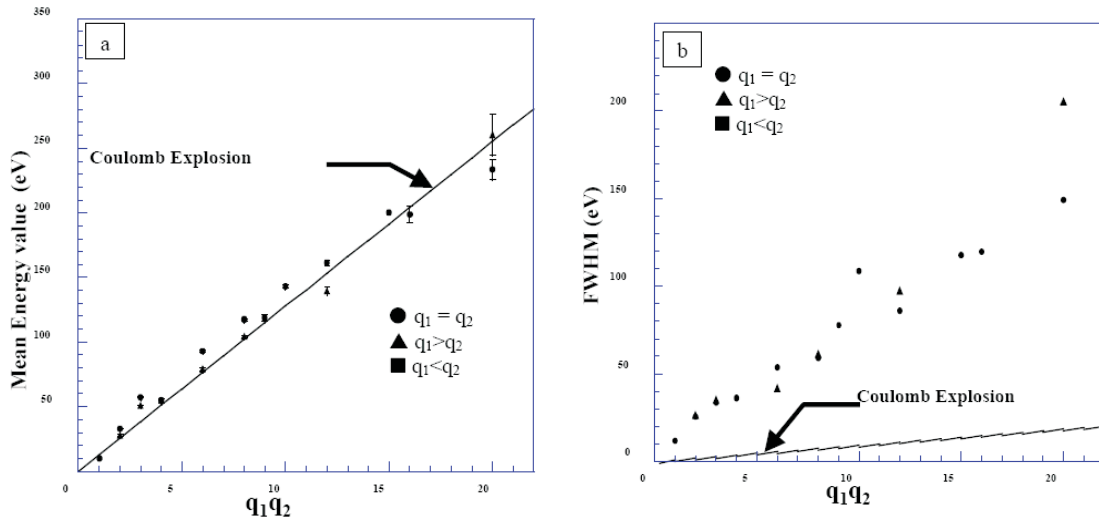 a
350
300
250
200
150
100
50
Mean Energy value (eV)
Coulomb Explosion
q₁ = q₂
q₁>q₂
q₁<q₂
0 5 10 15 20
q₁q₂
b
200
150
100
50
0
FWHM (eV)
q₁ = q₂
q₁>q₂
q₁<q₂
Coulomb Explosion
0 5 10 15 20
q₁q₂